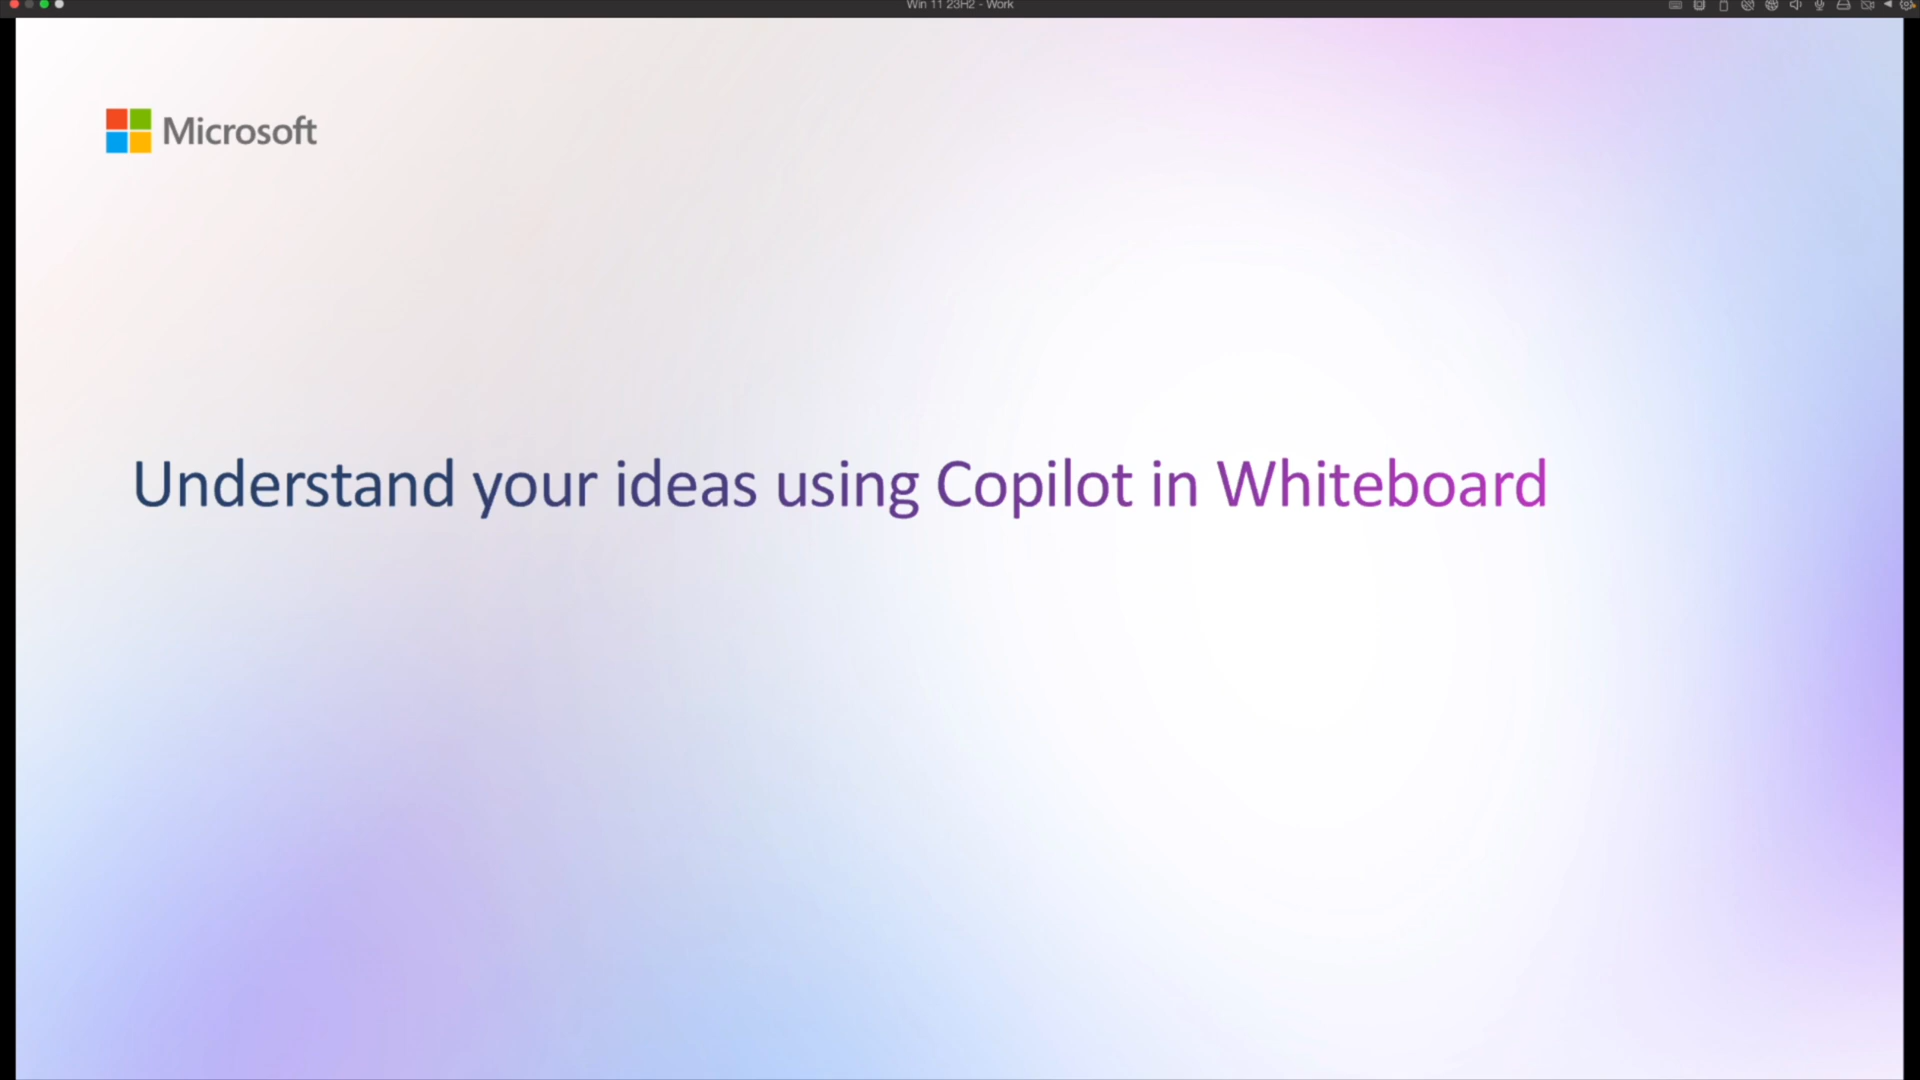 Win 11 23H2 - Work
Microsoft
Understand your ideas using Copilot in Whiteboard